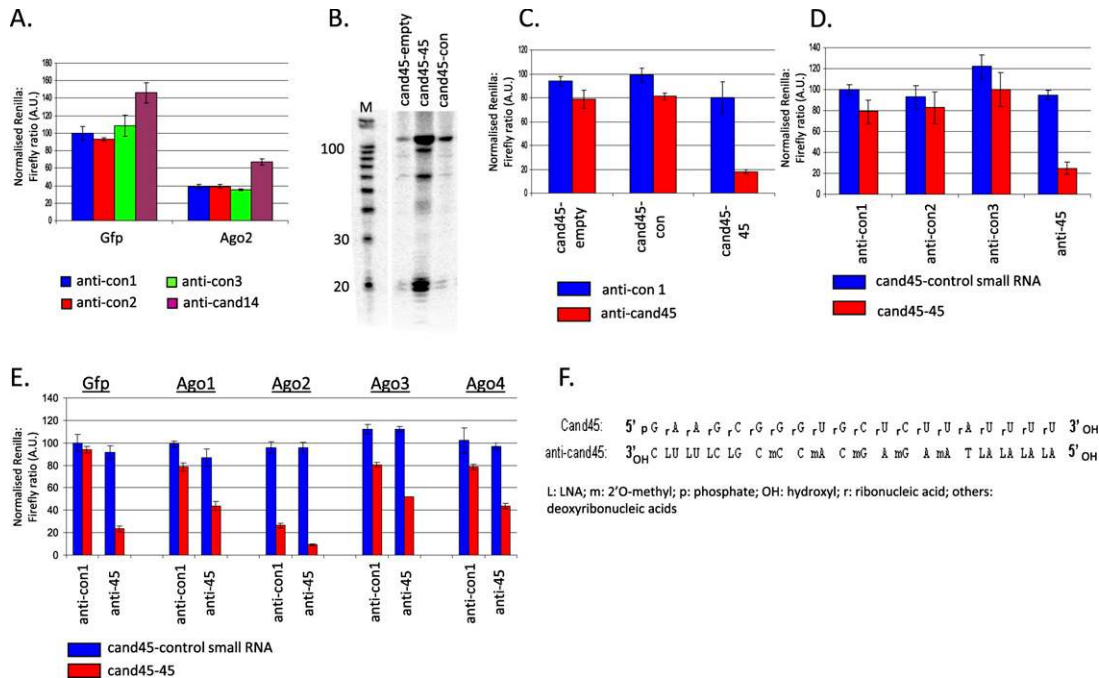 A.
Normalised Renilla:
Firefly ratio (A.U.)
180
160
140
120
100
80
60
40
20
0
Gfp Ago2
anti-con1 anti-con3
anti-con2 anti-cand14
B.
cand45-empty
cand45-45
cand45-con
M
100
30
20
C.
Normalised Renilla:
Firefly ratio (A.U.)
120
100
80
60
40
20
0
cand45-empty
cand45-con
cand45-45
anti-con 1
anti-cand45
D.
Normalised Renilla:
Firefly ratio (A.U.)
140
120
100
80
60
40
20
0
anti-con1
anti-con2
anti-con3
anti-45
cand45-control small RNA
cand45-45
E.
Gfp Ago1 Ago2 Ago3 Ago4
Normalised Renilla:
Firefly ratio (A.U.)
140
120
100
80
60
40
20
0
anti-con1 anti-45 anti-con1 anti-45 anti-con1 anti-45 anti-con1 anti-45 anti-con1 anti-45
cand45-control small RNA
cand45-45
F.
Cand45: 5' pG rA rA rG rC rG rG rG rU rG rC rU rC rU rU rA rU rU rU rU 3' OH
anti-cand45: 3' OH C LU LU LC LG C mC C mA C mG A mG A mA T LA LA LA LA 5' OH
L: LNA; m: 2'O-methyl; p: phosphate; OH: hydroxyl; r: ribonucleic acid; others:
deoxyribonucleic acids